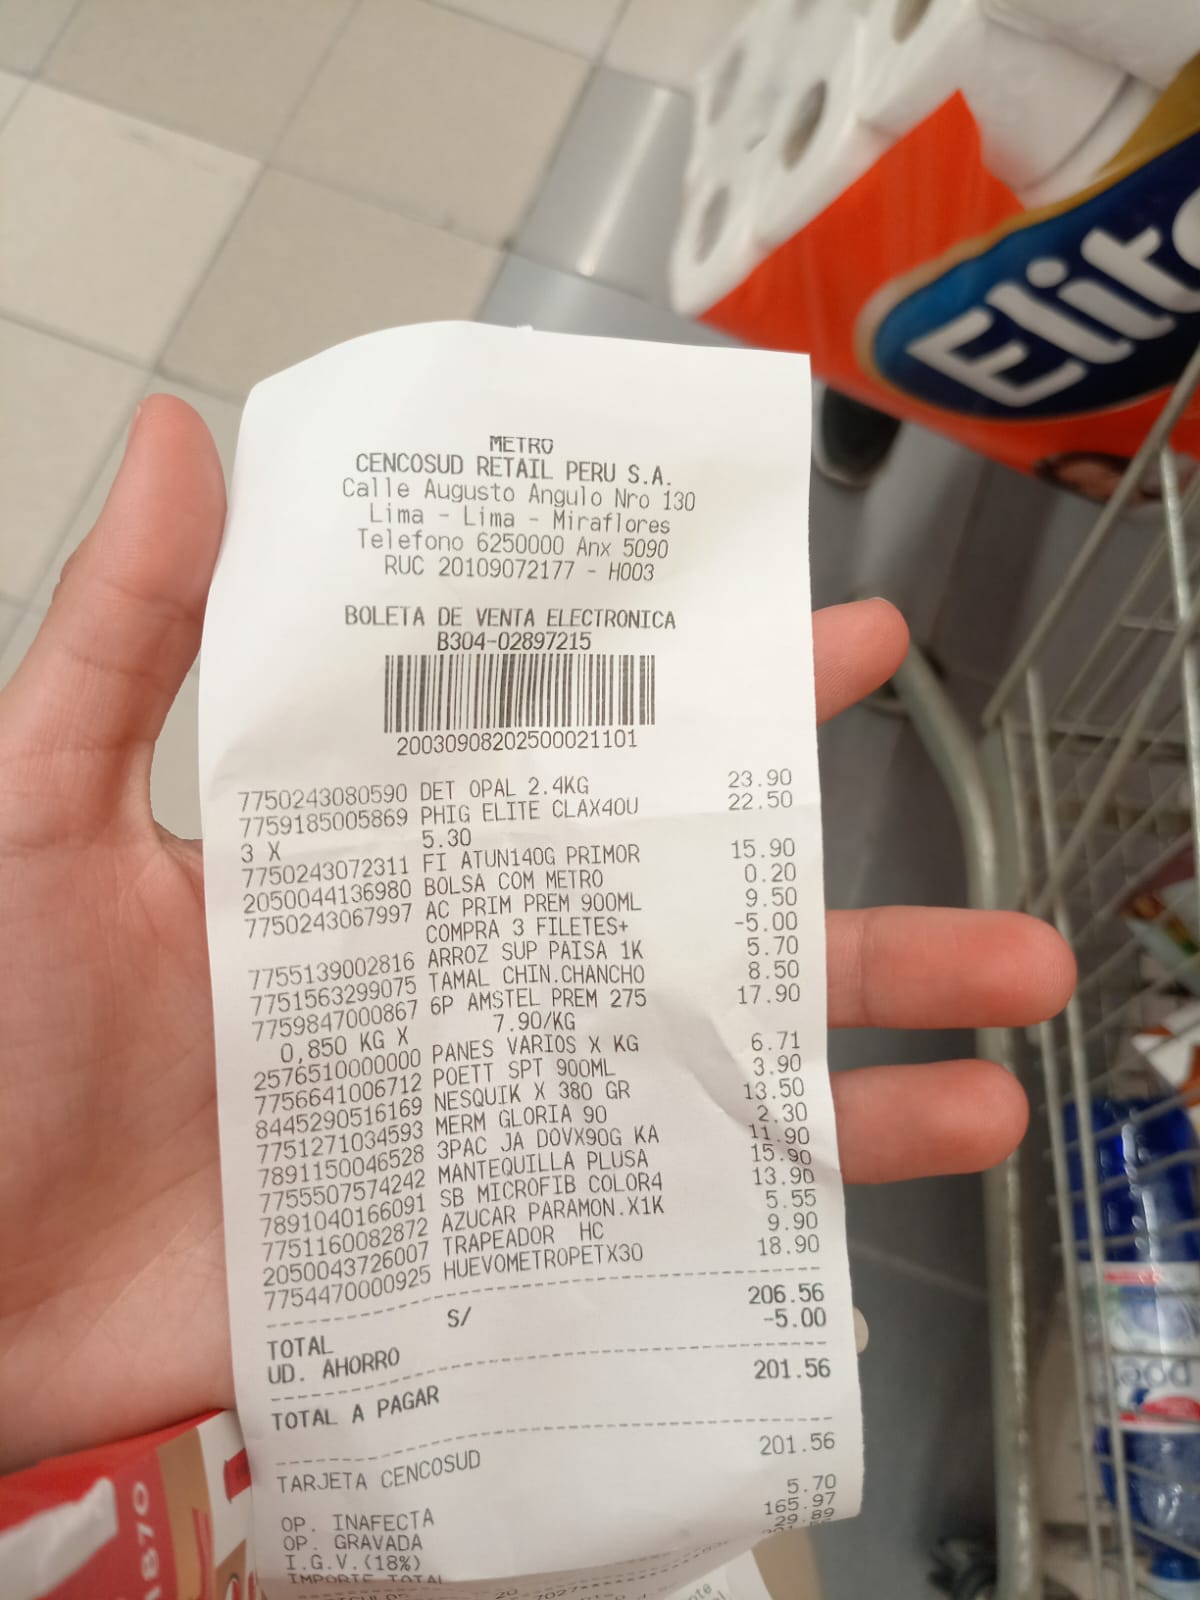 METRO
CENCOSUD RETAIL PERU S.A.
Calle Augusto Angulo Nro 130
Lima - Lima - Miraflores
Telefono 6250000 Anx 5090
RUC 20109072177 - H003
BOLETA DE VENTA ELECTRONICA
B304-02897215
20030908202500021101
7750243080590 DET OPAL 2.4KG 23.90
7759185005869 PHIG ELITE CLAX40U 22.50
3 X 5.30
7750243072311 FI ATUN140G PRIMOR 15.90
2050044136980 BOLSA COM METRO 0.20
7750243067997 AC PRIM PREM 900ML 9.50
COMPRA 3 FILETES+ -5.00
7755139002816 ARROZ SUP PAISA 1K 5.70
7751563299075 TAMAL CHIN.CHANCHO 8.50
7759847000867 6P AMSTEL PREM 275 17.90
0,850 KG X 7.90/KG
2576510000000 PANES VARIOS X KG 6.71
7756641006712 POETT SPT 900ML 3.90
8445290516169 NESQUIK X 380 GR 13.50
7751271034593 MERM GLORIA 90 2.30
7891150046528 3PAC JA DOVX90G KA 11.90
7755507574242 MANTEQUILLA PLUSA 15.90
7891040166091 SB MICROFIB COLOR4 13.90
7751160082872 AZUCAR PARAMON.X1K 5.55
2050043726007 TRAPEADOR HC 9.90
7754470000925 HUEVOMETROPETX30 18.90
TOTAL S/ 206.56
UD. AHORRO -5.00
TOTAL A PAGAR 201.56
TARJETA CENCOSUD 201.56
OP. INAFECTA 5.70
OP. GRAVADA 165.97
I.G.V.(18%) 29.89
IMPORTE TOTAL
Elite
1870